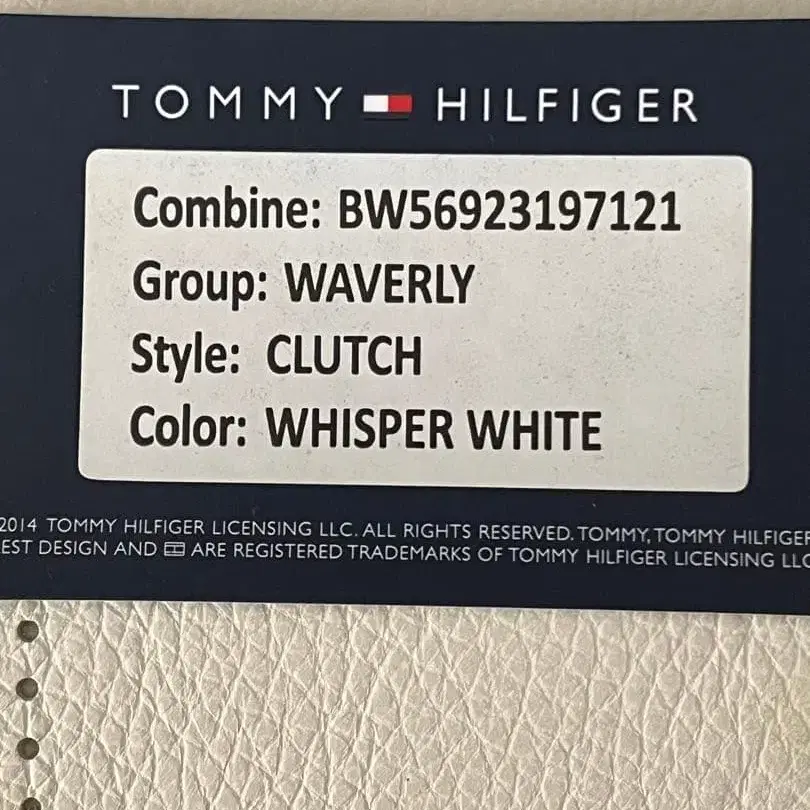 TOMMY HILFIGER
Combine: BW56923197121
Group: WAVERLY
Style: CLUTCH
Color: WHISPER WHITE
2014 TOMMY HILFIGER LICENSING LLC. ALL RIGHTS RESERVED. TOMMY, TOMMY HILFIGER
EST DESIGN AND ARE REGISTERED TRADEMARKS OF TOMMY HILFIGER LICENSING LLC